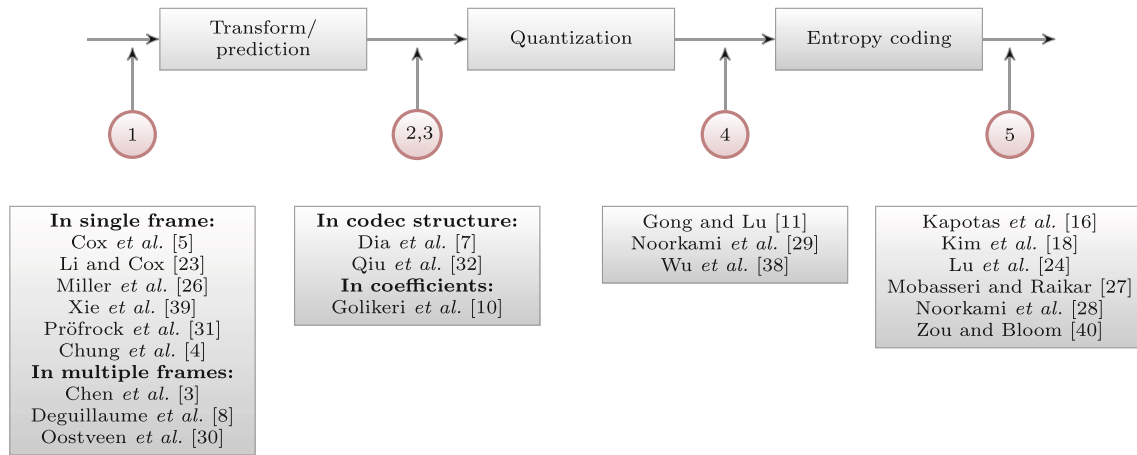 Transform/
prediction
Quantization
Entropy coding
1
2,3
4
5
In single frame:
Cox et al. [5]
Li and Cox [23]
Miller et al. [26]
Xie et al. [39]
Pröfrock et al. [31]
Chung et al. [4]
In multiple frames:
Chen et al. [3]
Deguillaume et al. [8]
Oostveen et al. [30]
In codec structure:
Dia et al. [7]
Qiu et al. [32]
In coefficients:
Golikeri et al. [10]
Gong and Lu [11]
Noorkami et al. [29]
Wu et al. [38]
Kapotas et al. [16]
Kim et al. [18]
Lu et al. [24]
Mobasseri and Raikar [27]
Noorkami et al. [28]
Zou and Bloom [40]